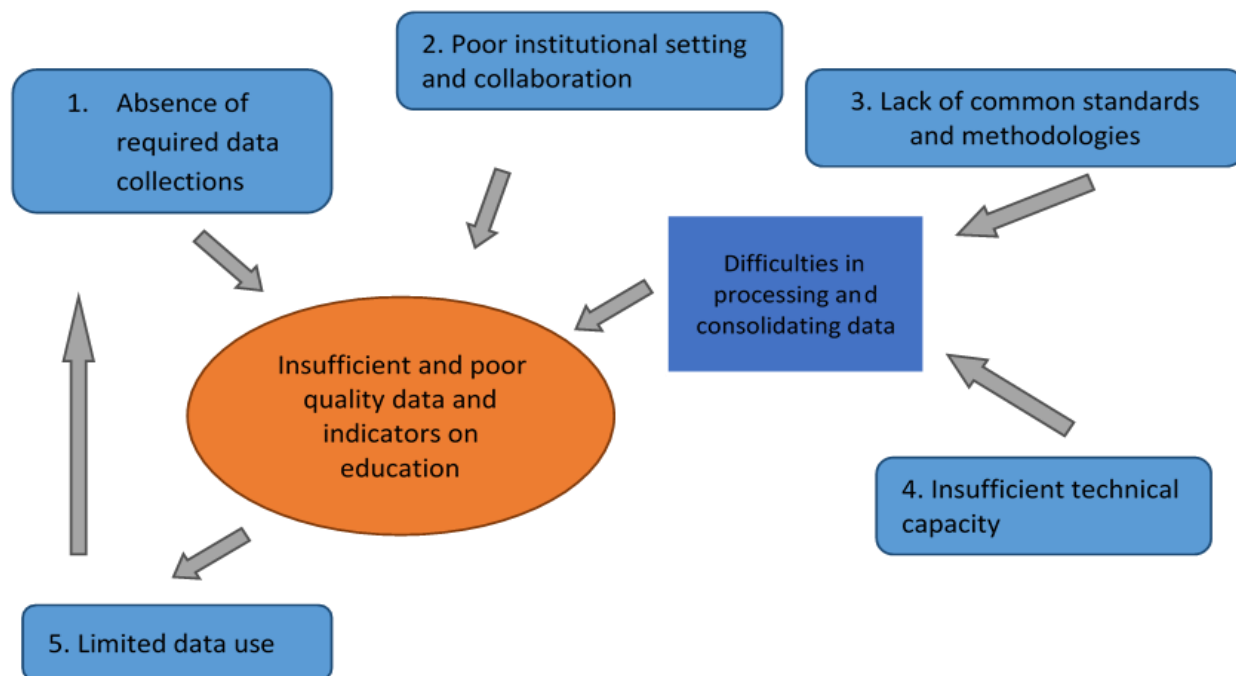 2. Poor institutional setting
and collaboration
1. Absence of
required data
collections
3. Lack of common standards
and methodologies
Difficulties in
processing and
consolidating data
Insufficient and poor
quality data and
indicators on
education
4. Insufficient technical
capacity
5. Limited data use